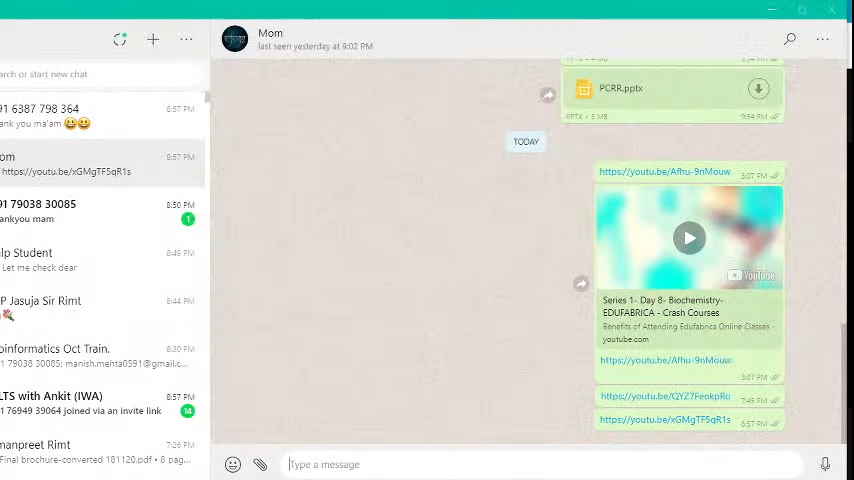 Mom
last seen yesterday at 9:02 PM
arch or start new chat
91 6387 798 364
8:57 PM
ank you ma'am 😀😀
om
8:57 PM
https://youtu.be/xGMgTF5qR1s
91 79038 30085
8:50 PM
ankyou mam
1
lp Student
8:49 PM
Let me check dear
P Jasuja Sir Rimt
8:44 PM
oinformatics Oct Train.
8:30 PM
91 79038 30085: manish.mehta0591@gmail.c...
LTS with Ankit (IWA)
8:57 PM
91 76949 39064 joined via an invite link
14
manpreet Rimt
7:26 PM
Final brochure-converted 181120.pdf • 8 pag...
PCRR.pptx
PPTX • 3 MB
9:54 PM
TODAY
https://youtu.be/Afhu-9nMouw
3:07 PM
YouTube
Series 1- Day 8- Biochemistry-
EDUFABRICA - Crash Courses
Benefits of Attending Edufabrica Online Classes -
youtube.com
https://youtu.be/Afhu-9nMouw
3:07 PM
https://youtu.be/QYZ7FeokpRo
7:45 PM
https://youtu.be/xGMgTF5qR1s
8:57 PM
Type a message